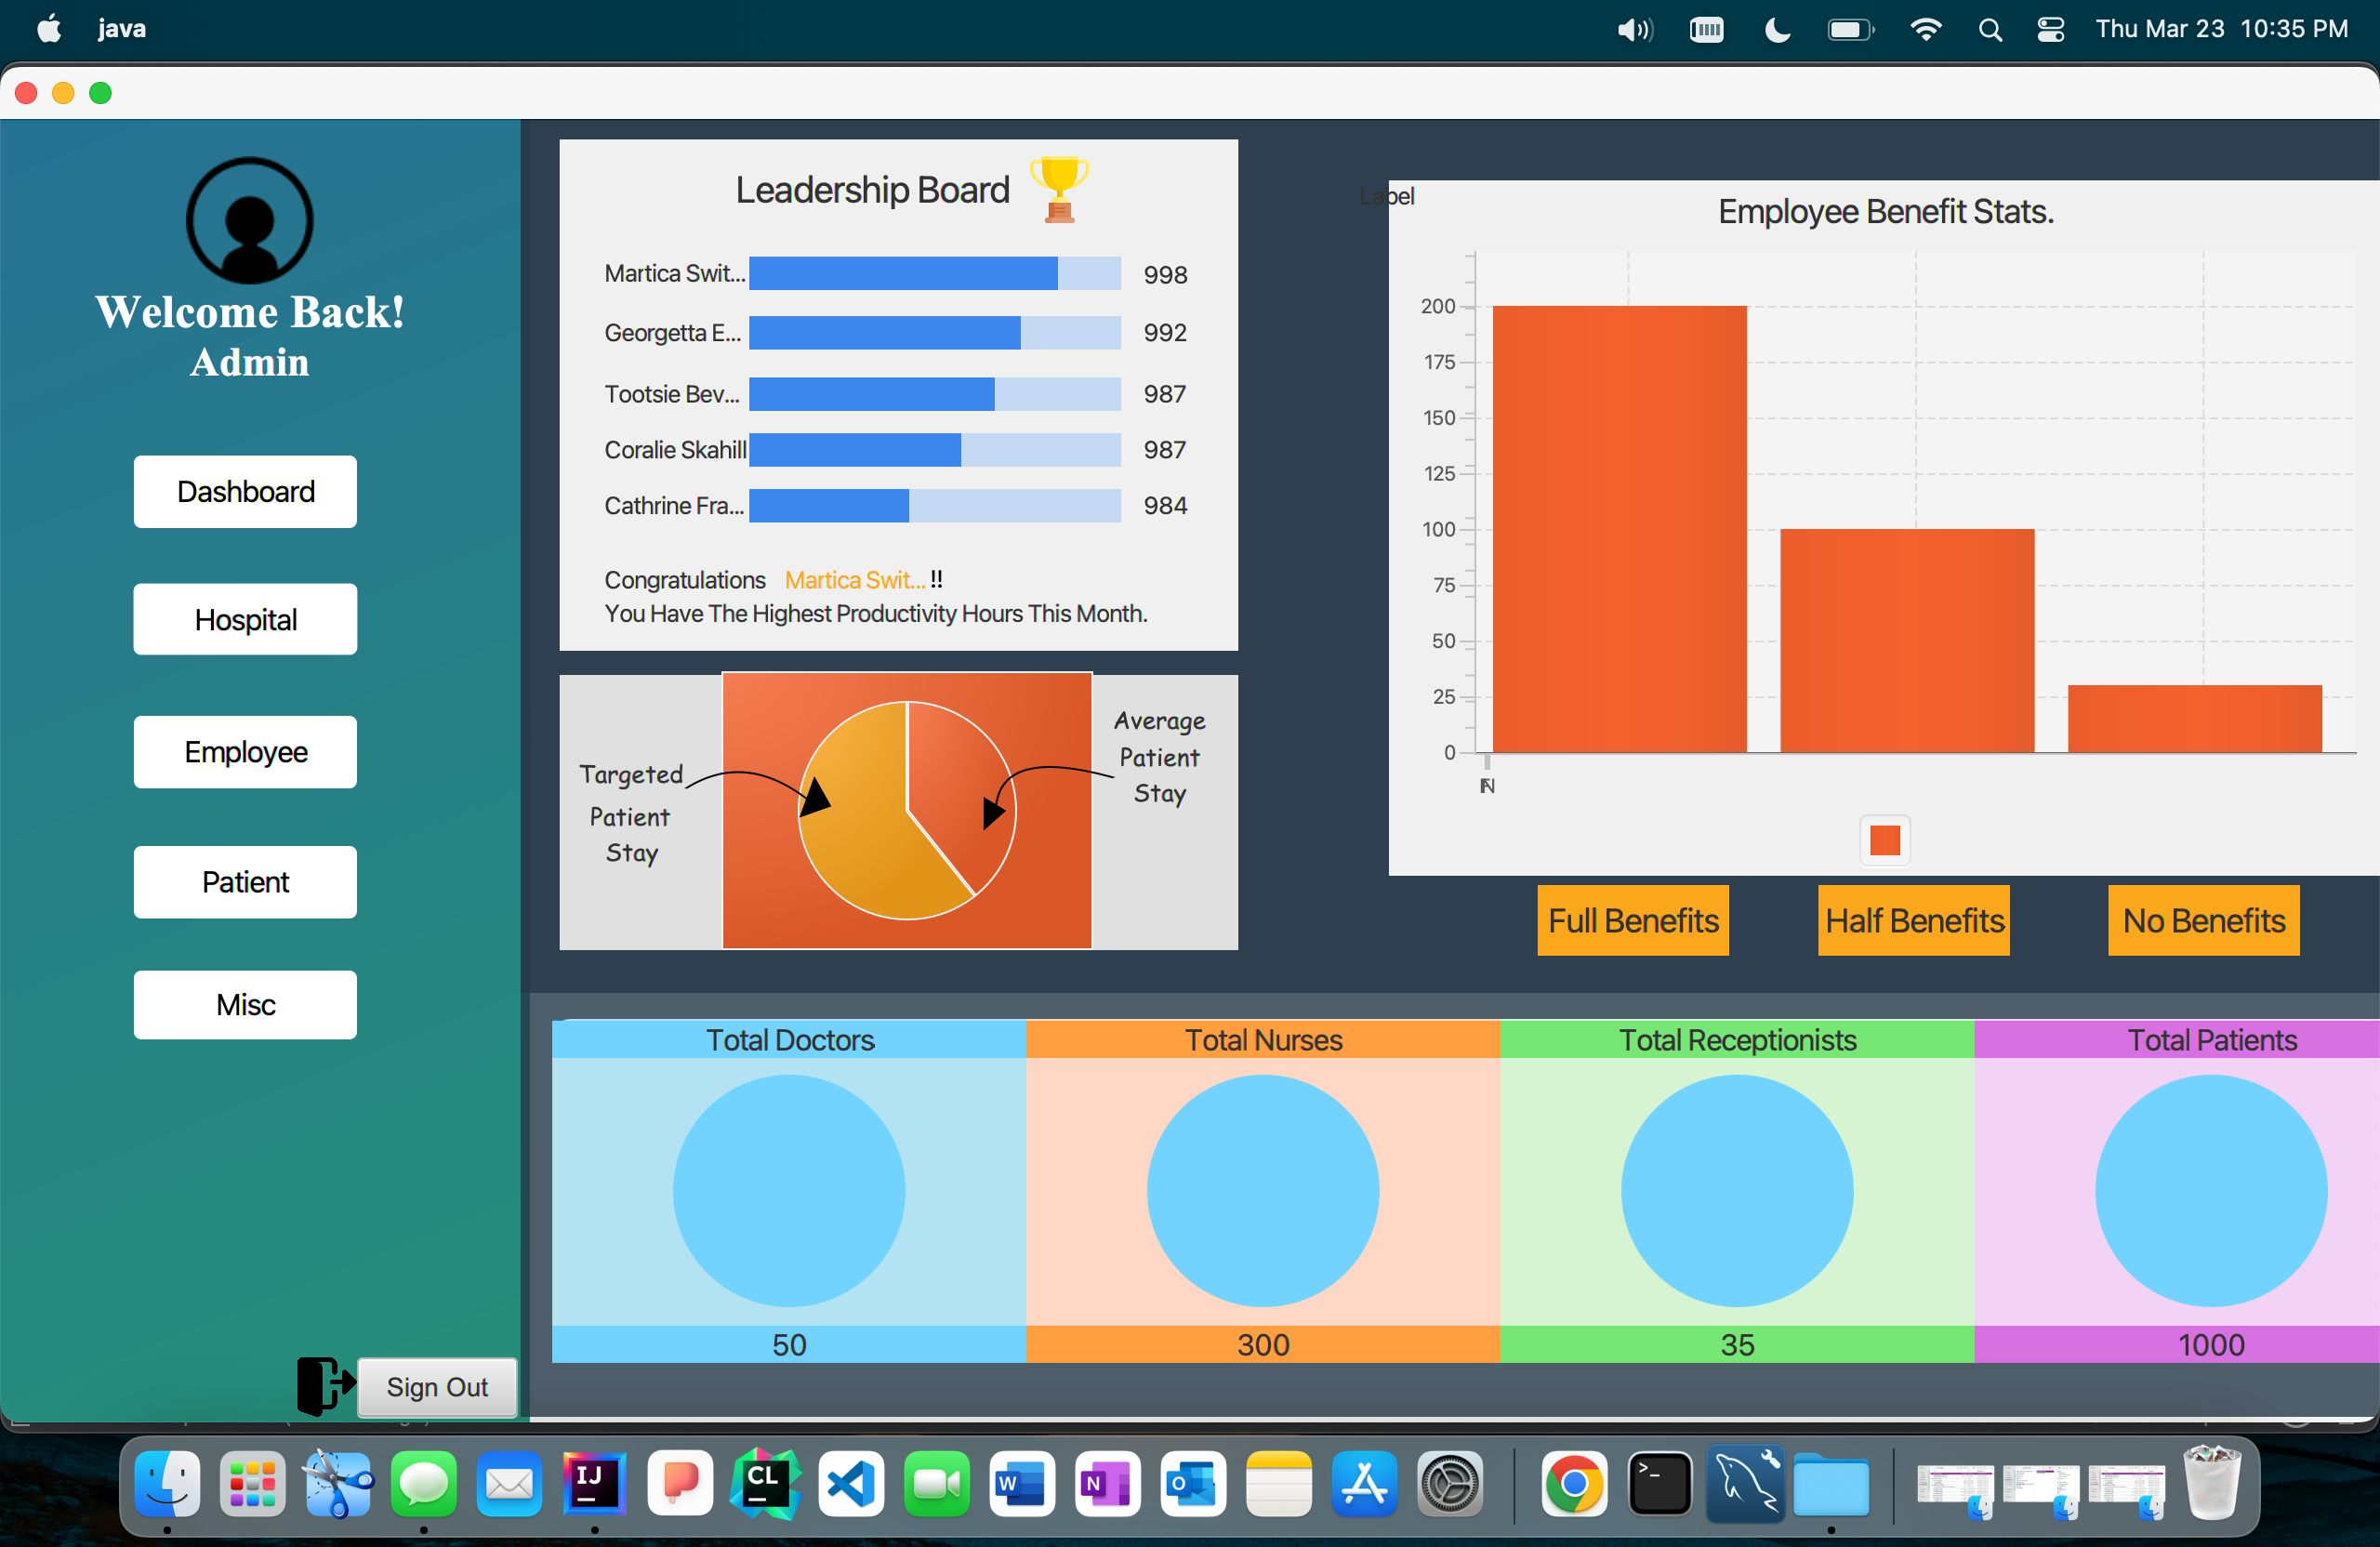 java
Thu Mar 23 10:35 PM
Welcome Back!
Admin
Dashboard
Hospital
Employee
Patient
Misc
Sign Out
Leadership Board
Martica Swit... 998
Georgetta E... 992
Tootsie Bev... 987
Coralie Skahill 987
Cathrine Fra... 984
Congratulations Martica Swit... !!
You Have The Highest Productivity Hours This Month.
Targeted
Patient
Stay
Average
Patient
Stay
Label
Employee Benefit Stats.
200
175
150
125
100
75
50
25
0
Full Benefits
Half Benefits
No Benefits
Total Doctors
50
Total Nurses
300
Total Receptionists
35
Total Patients
1000
IJ
CL
W
N
O
>_